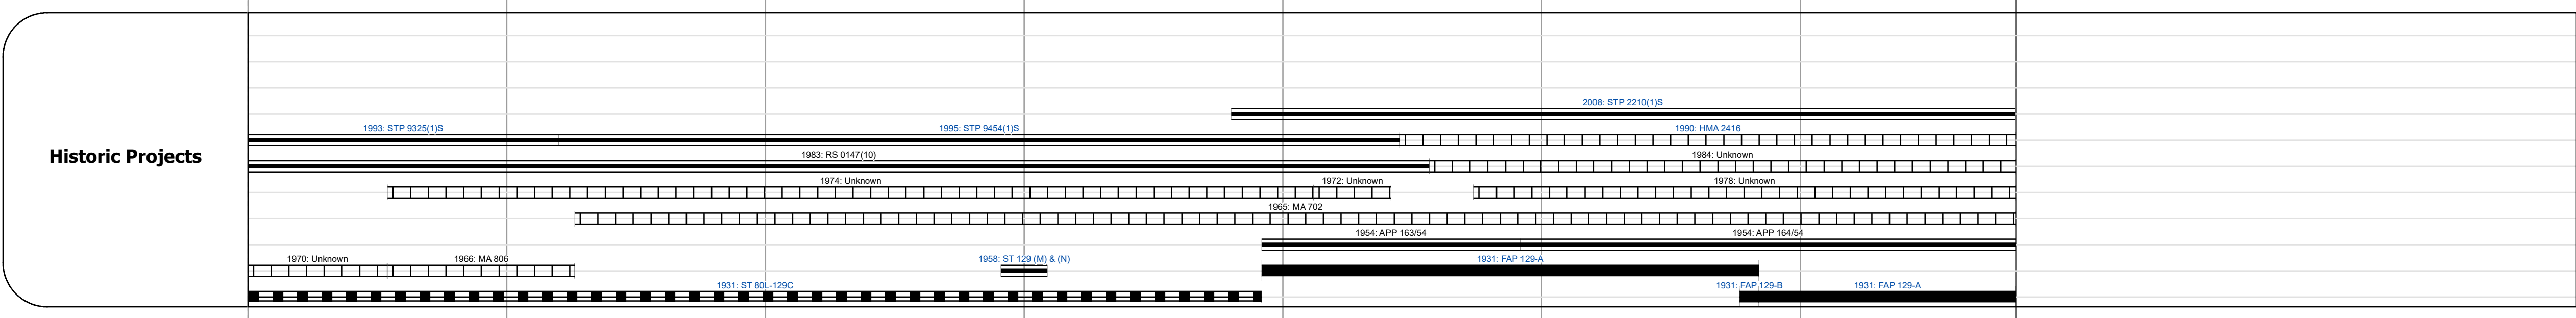 2008: STP 2210(1)S
1993: STP 9325(1)S 1995: STP 9454(1)S 1990: HMA 2416
Historic Projects
1983: RS 0147(10) 1984: Unknown
1974: Unknown 1972: Unknown 1978: Unknown
1965: MA 702
1954: APP 163/54 1954: APP 164/54
1970: Unknown 1966: MA 806 1958: ST 129 (M) & (N) 1931: FAP 129-A
1931: ST 80L-129C 1931: FAP 129-B 1931: FAP 129-A